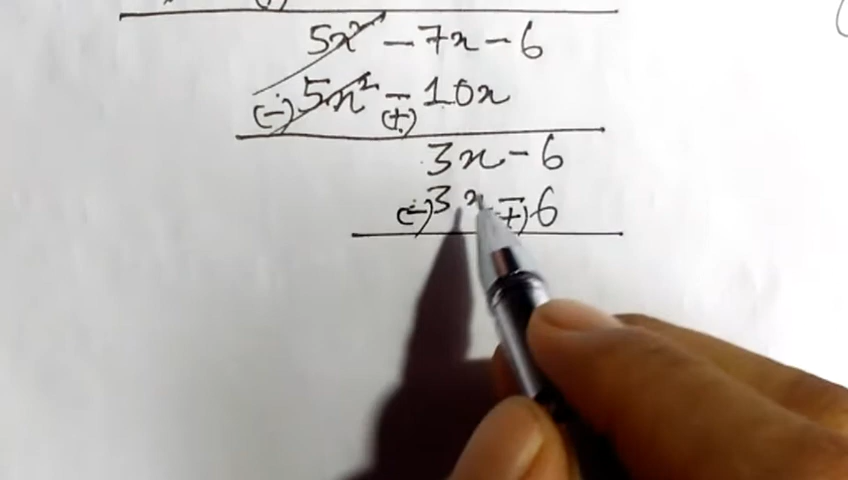 5x² - 7x - 6
(-) 5x² - 10x
(+)
3x - 6
(-) 3x - 6
(+)